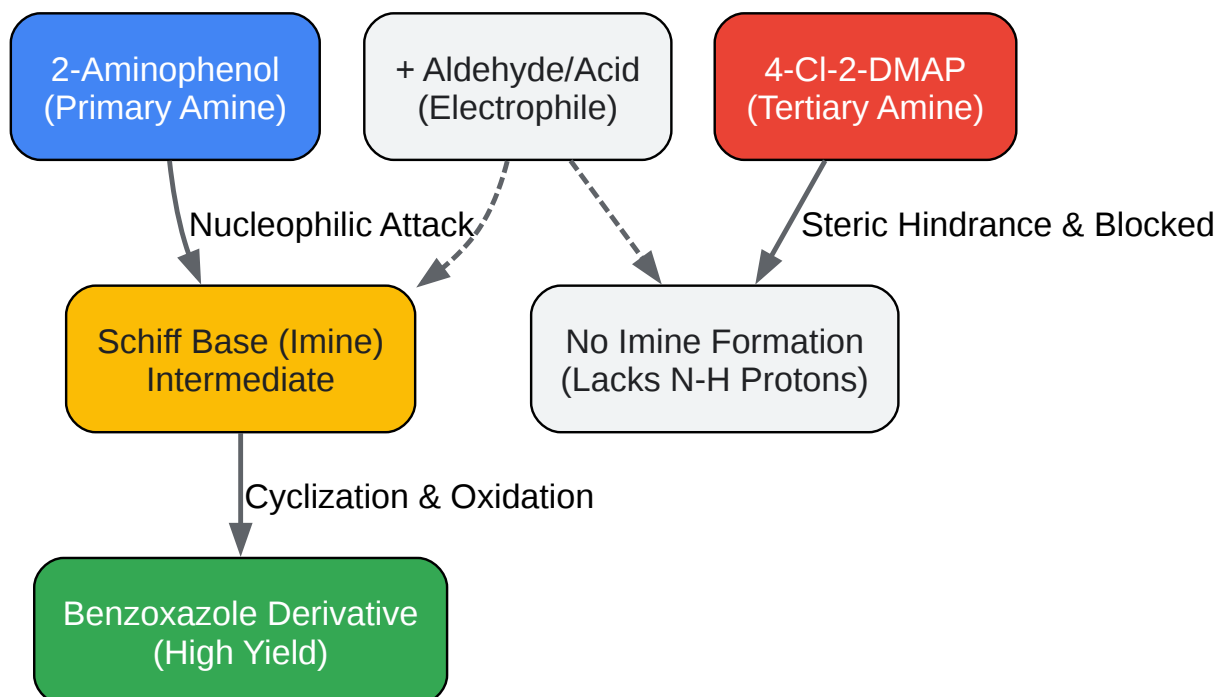 2-Aminophenol
(Primary Amine)
+ Aldehyde/Acid
(Electrophile)
4-Cl-2-DMAP
(Tertiary Amine)
Nucleophilic Attack
Steric Hindrance & Blocked
Schiff Base (Imine)
Intermediate
No Imine Formation
(Lacks N-H Protons)
Cyclization & Oxidation
Benzoxazole Derivative
(High Yield)